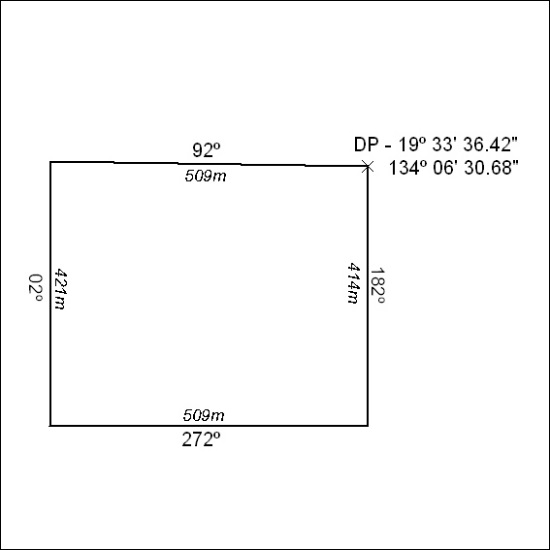 92º
509m
DP - 19º 33' 36.42"
134º 06' 30.68"
02º
421m
414m
182º
509m
272º